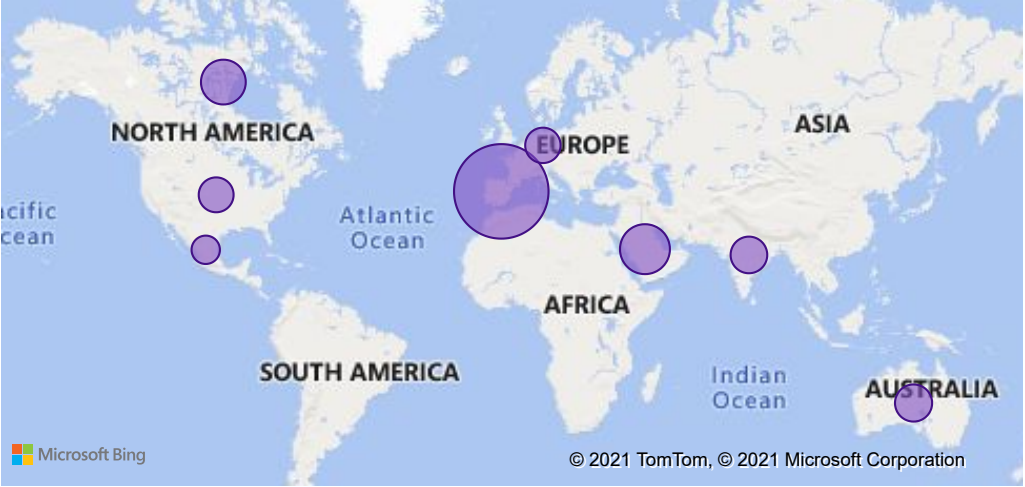 NORTH AMERICA
EUROPE
ASIA
acific
cean
Atlantic
Ocean
AFRICA
SOUTH AMERICA
Indian
Ocean
AUSTRALIA
Microsoft Bing
© 2021 TomTom, © 2021 Microsoft Corporation